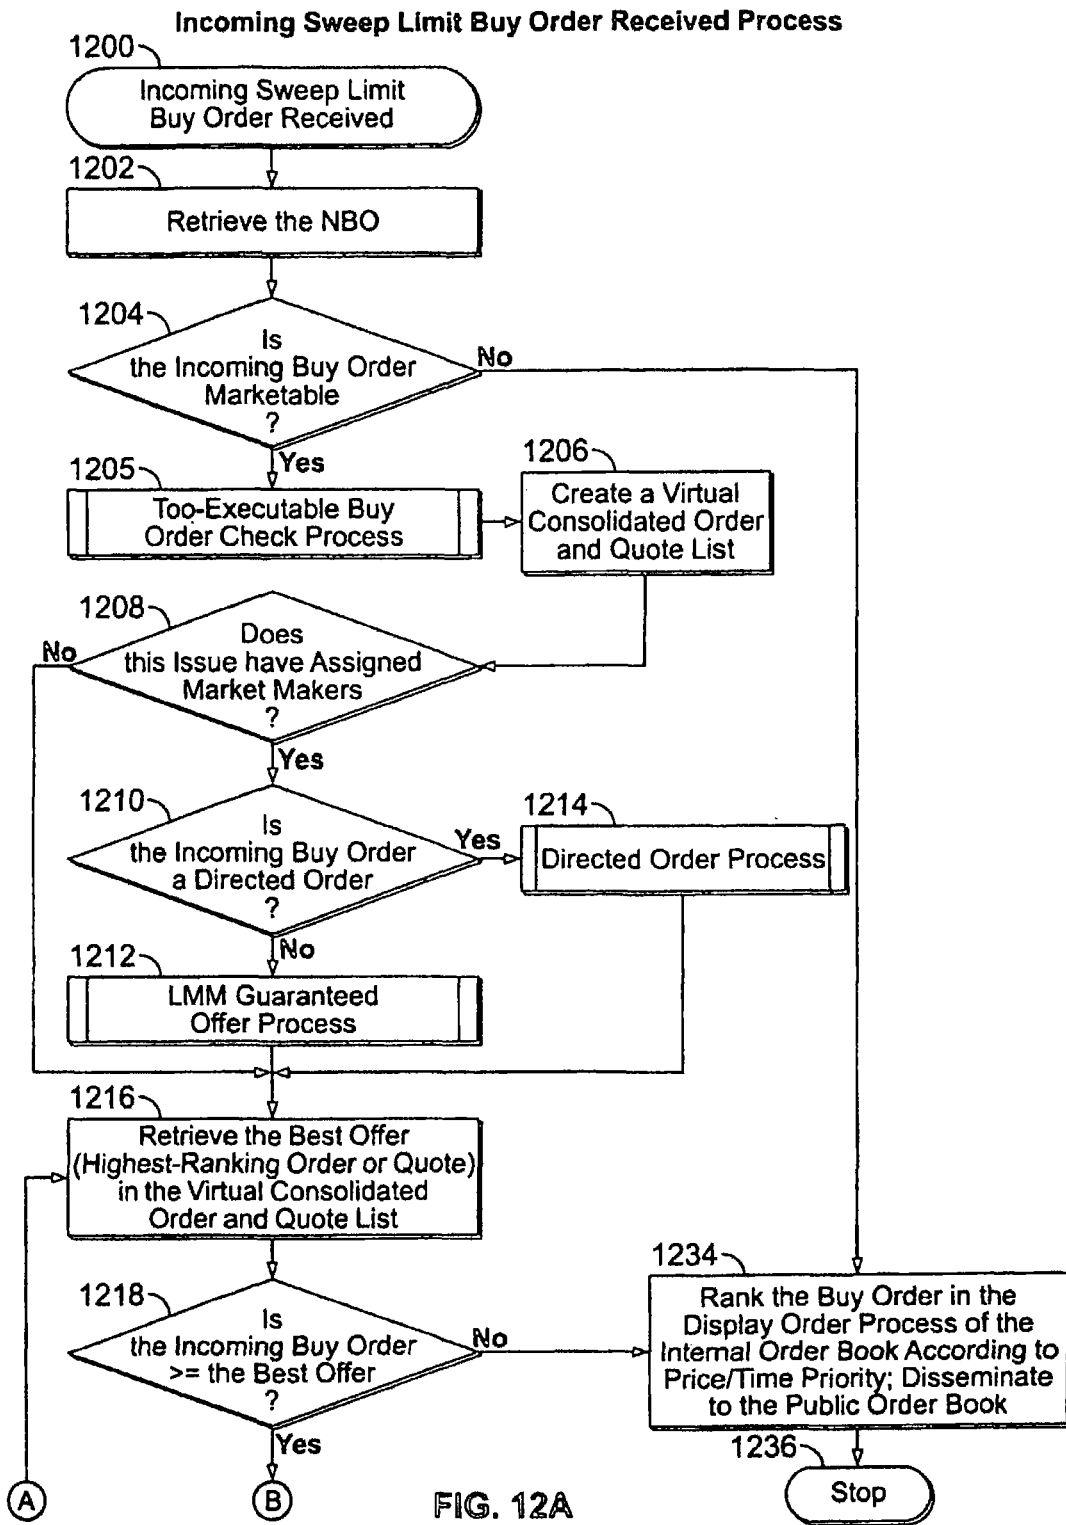 Incoming Sweep Limit Buy Order Received Process
1200
Incoming Sweep Limit
Buy Order Received
1202
Retrieve the NBO
1204
Is
the Incoming Buy Order
Marketable
?
No
Yes
1205
Too-Executable Buy
Order Check Process
1206
Create a Virtual
Consolidated Order
and Quote List
1208
Does
this Issue have Assigned
Market Makers
?
No
Yes
1210
Is
the Incoming Buy Order
a Directed Order
?
Yes
No
1214
Directed Order Process
1212
LMM Guaranteed
Offer Process
1216
Retrieve the Best Offer
(Highest-Ranking Order or Quote)
in the Virtual Consolidated
Order and Quote List
1218
Is
the Incoming Buy Order
>= the Best Offer
?
No
Yes
1234
Rank the Buy Order in the
Display Order Process of the
Internal Order Book According to
Price/Time Priority; Disseminate
to the Public Order Book
1236
Stop
A
B
FIG. 12A